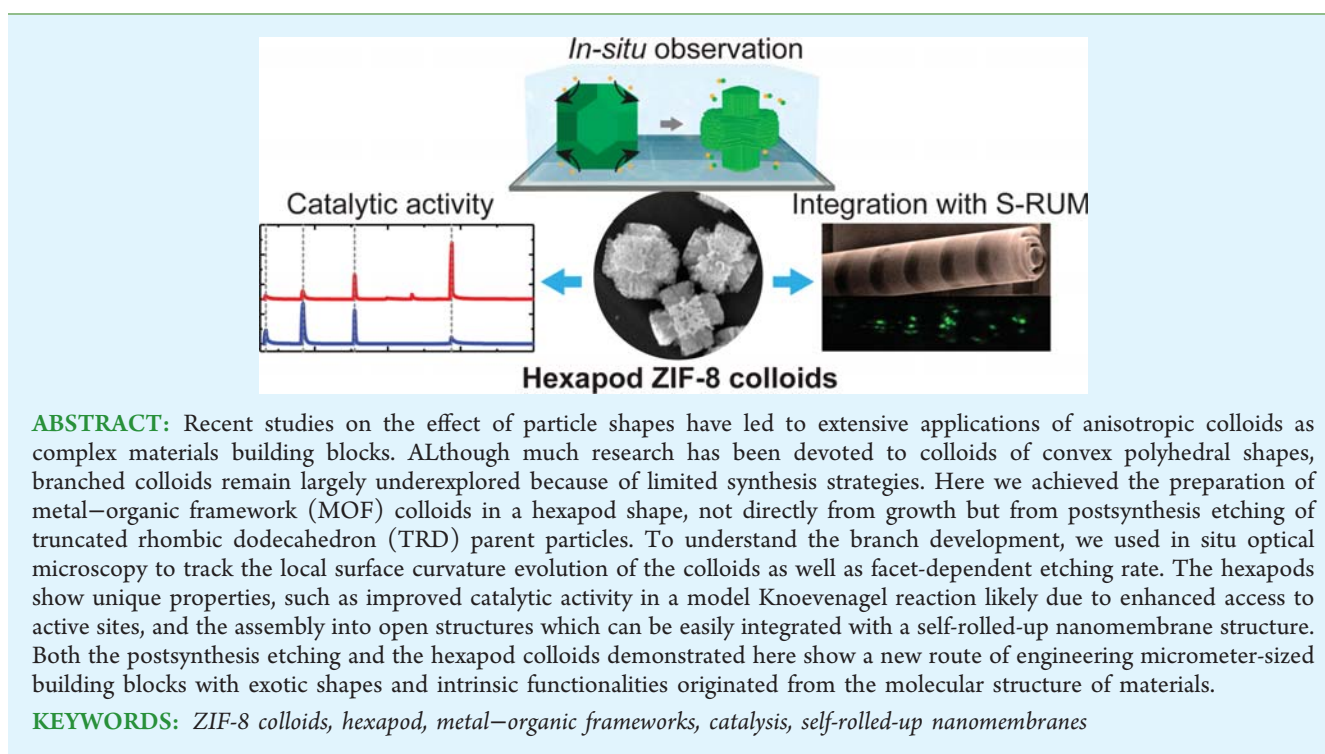 In-situ observation
Catalytic activity
Integration with S-RUM
Hexapod ZIF-8 colloids
ABSTRACT: Recent studies on the effect of particle shapes have led to extensive applications of anisotropic colloids as
complex materials building blocks. ALthough much research has been devoted to colloids of convex polyhedral shapes,
branched colloids remain largely underexplored because of limited synthesis strategies. Here we achieved the preparation of
metal−organic framework (MOF) colloids in a hexapod shape, not directly from growth but from postsynthesis etching of
truncated rhombic dodecahedron (TRD) parent particles. To understand the branch development, we used in situ optical
microscopy to track the local surface curvature evolution of the colloids as well as facet-dependent etching rate. The hexapods
show unique properties, such as improved catalytic activity in a model Knoevenagel reaction likely due to enhanced access to
active sites, and the assembly into open structures which can be easily integrated with a self-rolled-up nanomembrane structure.
Both the postsynthesis etching and the hexapod colloids demonstrated here show a new route of engineering micrometer-sized
building blocks with exotic shapes and intrinsic functionalities originated from the molecular structure of materials.
KEYWORDS: ZIF-8 colloids, hexapod, metal−organic frameworks, catalysis, self-rolled-up nanomembranes